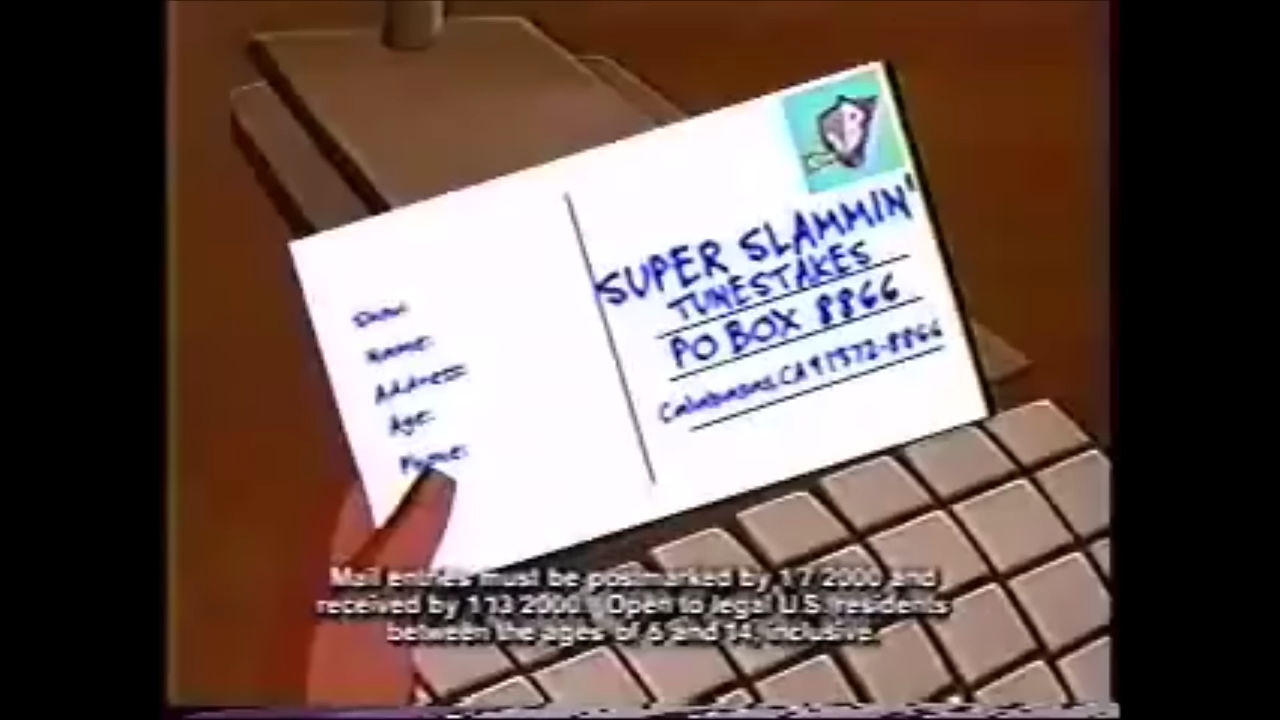 SUPER SLAMMIN'
TUNESTAKES
PO BOX 8866
Calabasas, CA 91372-8866
Show:
Name:
Address:
Age:
Phone:
Mail entries must be postmarked by 1 7 2000 and
received by 1 13 2000. Open to legal U.S. residents
between the ages of 6 and 14, inclusive.